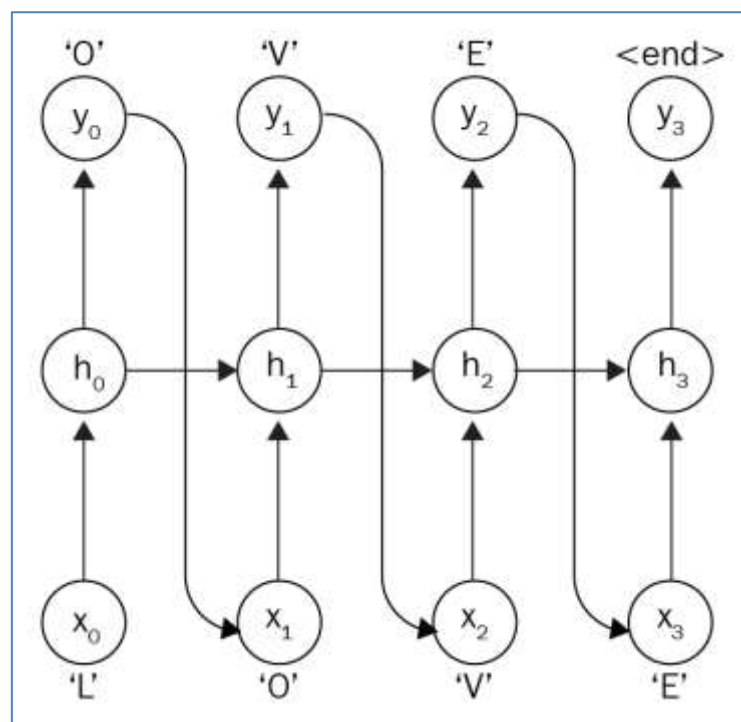 ‘O’ ‘V’ ‘E’ <end>
y₀ y₁ y₂ y₃
h₀ h₁ h₂ h₃
x₀ x₁ x₂ x₃
‘L’ ‘O’ ‘V’ ‘E’